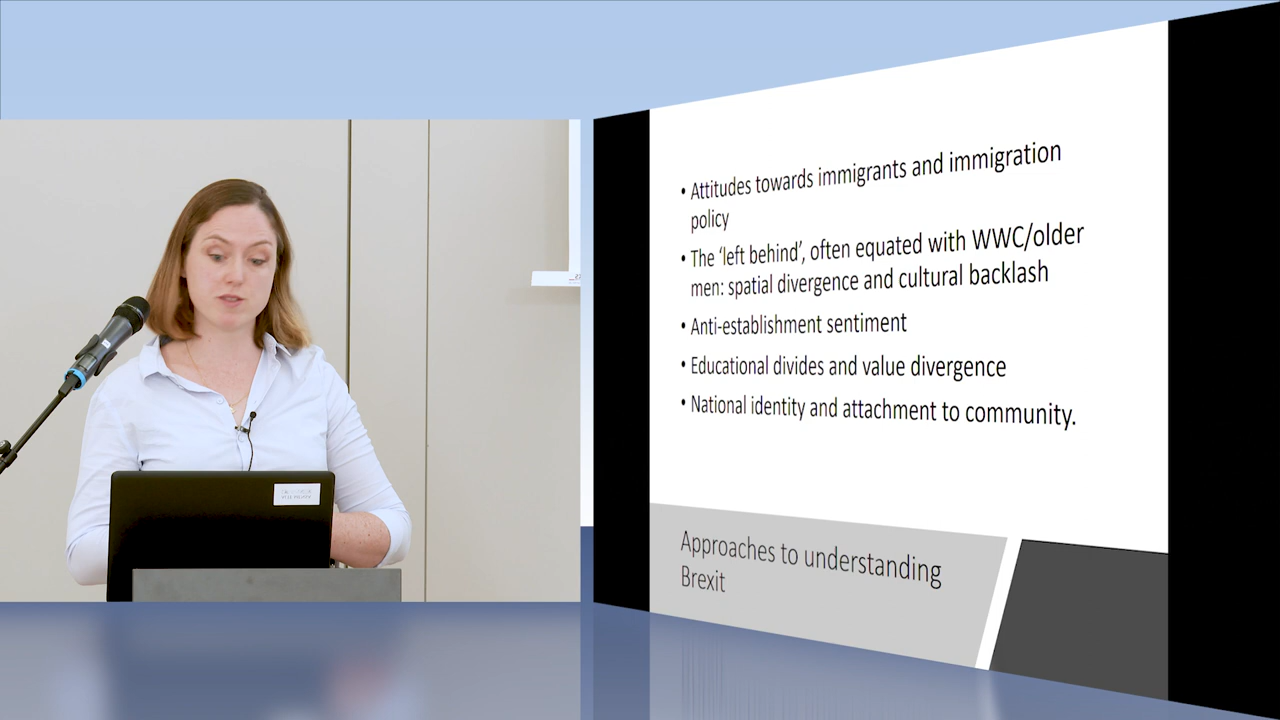 • Attitudes towards immigrants and immigration
policy
• The ‘left behind’, often equated with WWC/older
men: spatial divergence and cultural backlash
• Anti-establishment sentiment
• Educational divides and value divergence
• National identity and attachment to community.
Approaches to understanding
Brexit